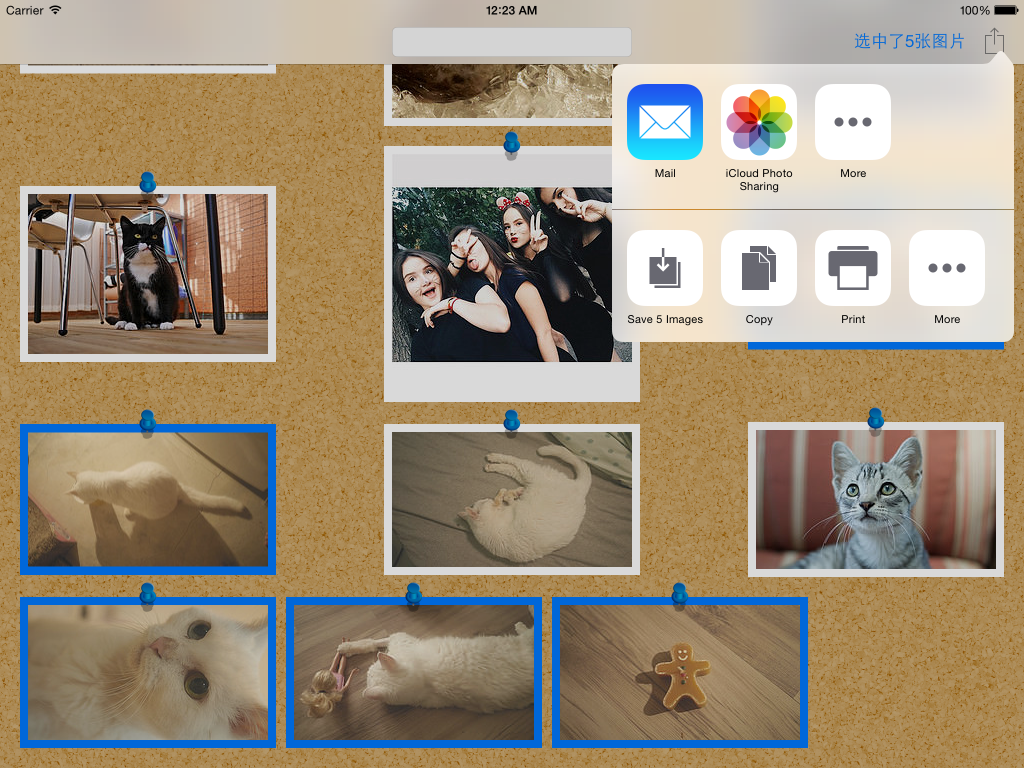 Carrier
12:23 AM
100%
选中了5张图片
Mail
iCloud Photo
Sharing
More
Save 5 Images
Copy
Print
More